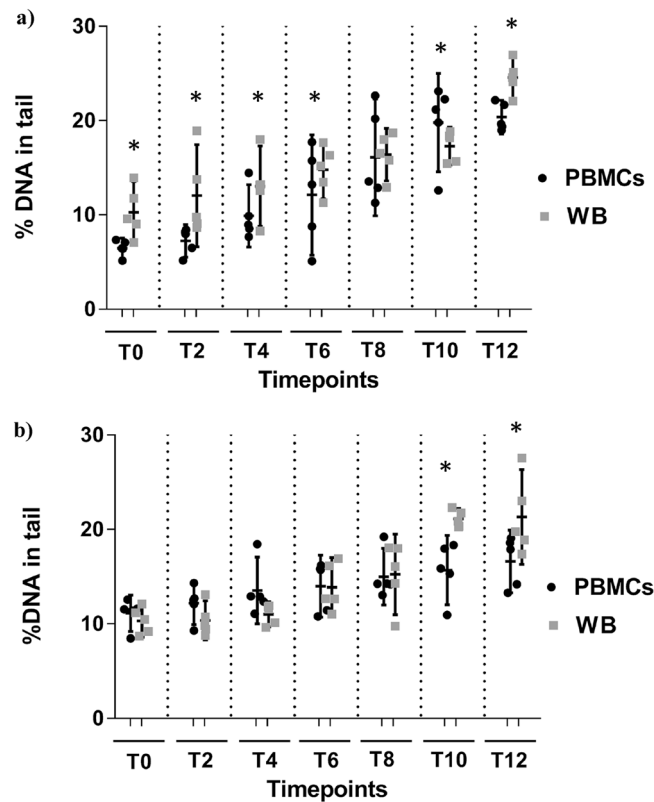 a)
% DNA in tail
30
20
10
0
* * * * * *
PBMCs
WB
T0 T2 T4 T6 T8 T10 T12
Timepoints
b)
%DNA in tail
30
20
10
0
* *
PBMCs
WB
T0 T2 T4 T6 T8 T10 T12
Timepoints